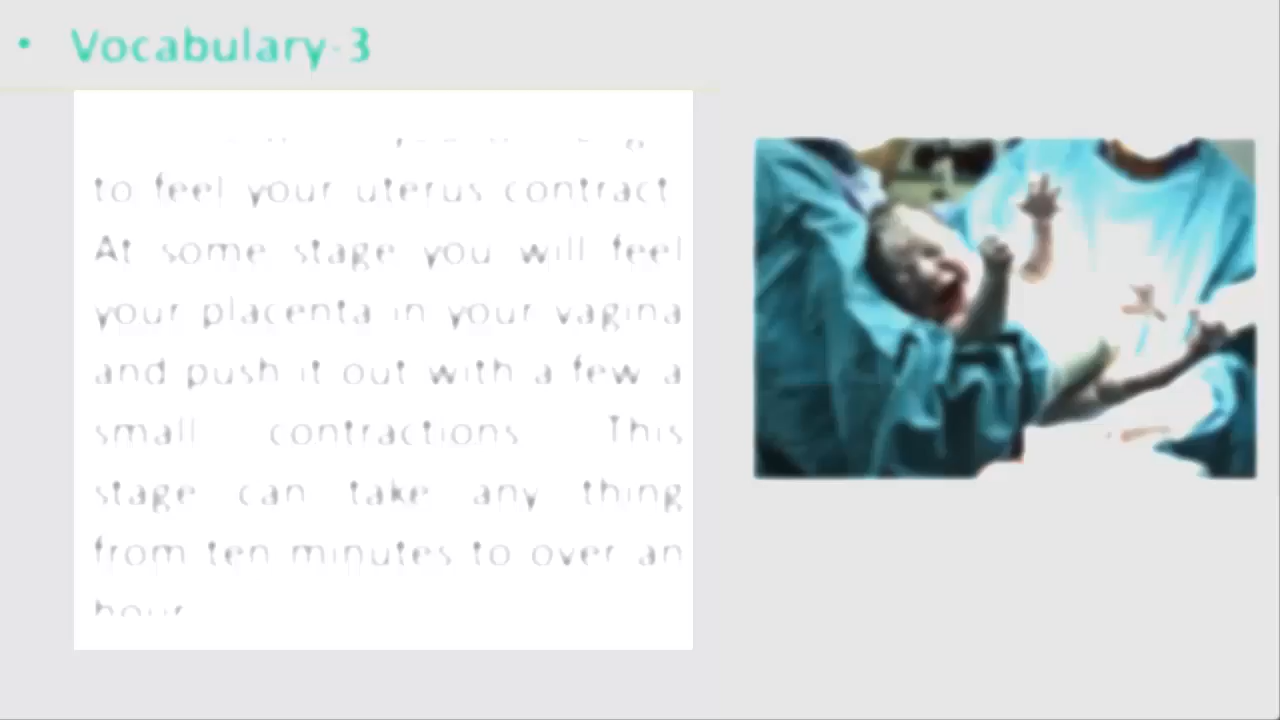 • Vocabulary-3
to feel your uterus contract
At some stage you will feel
your placenta in your vagina
and push it out with a few a
small contractions This
stage can take any thing
from ten minutes to over an
hour